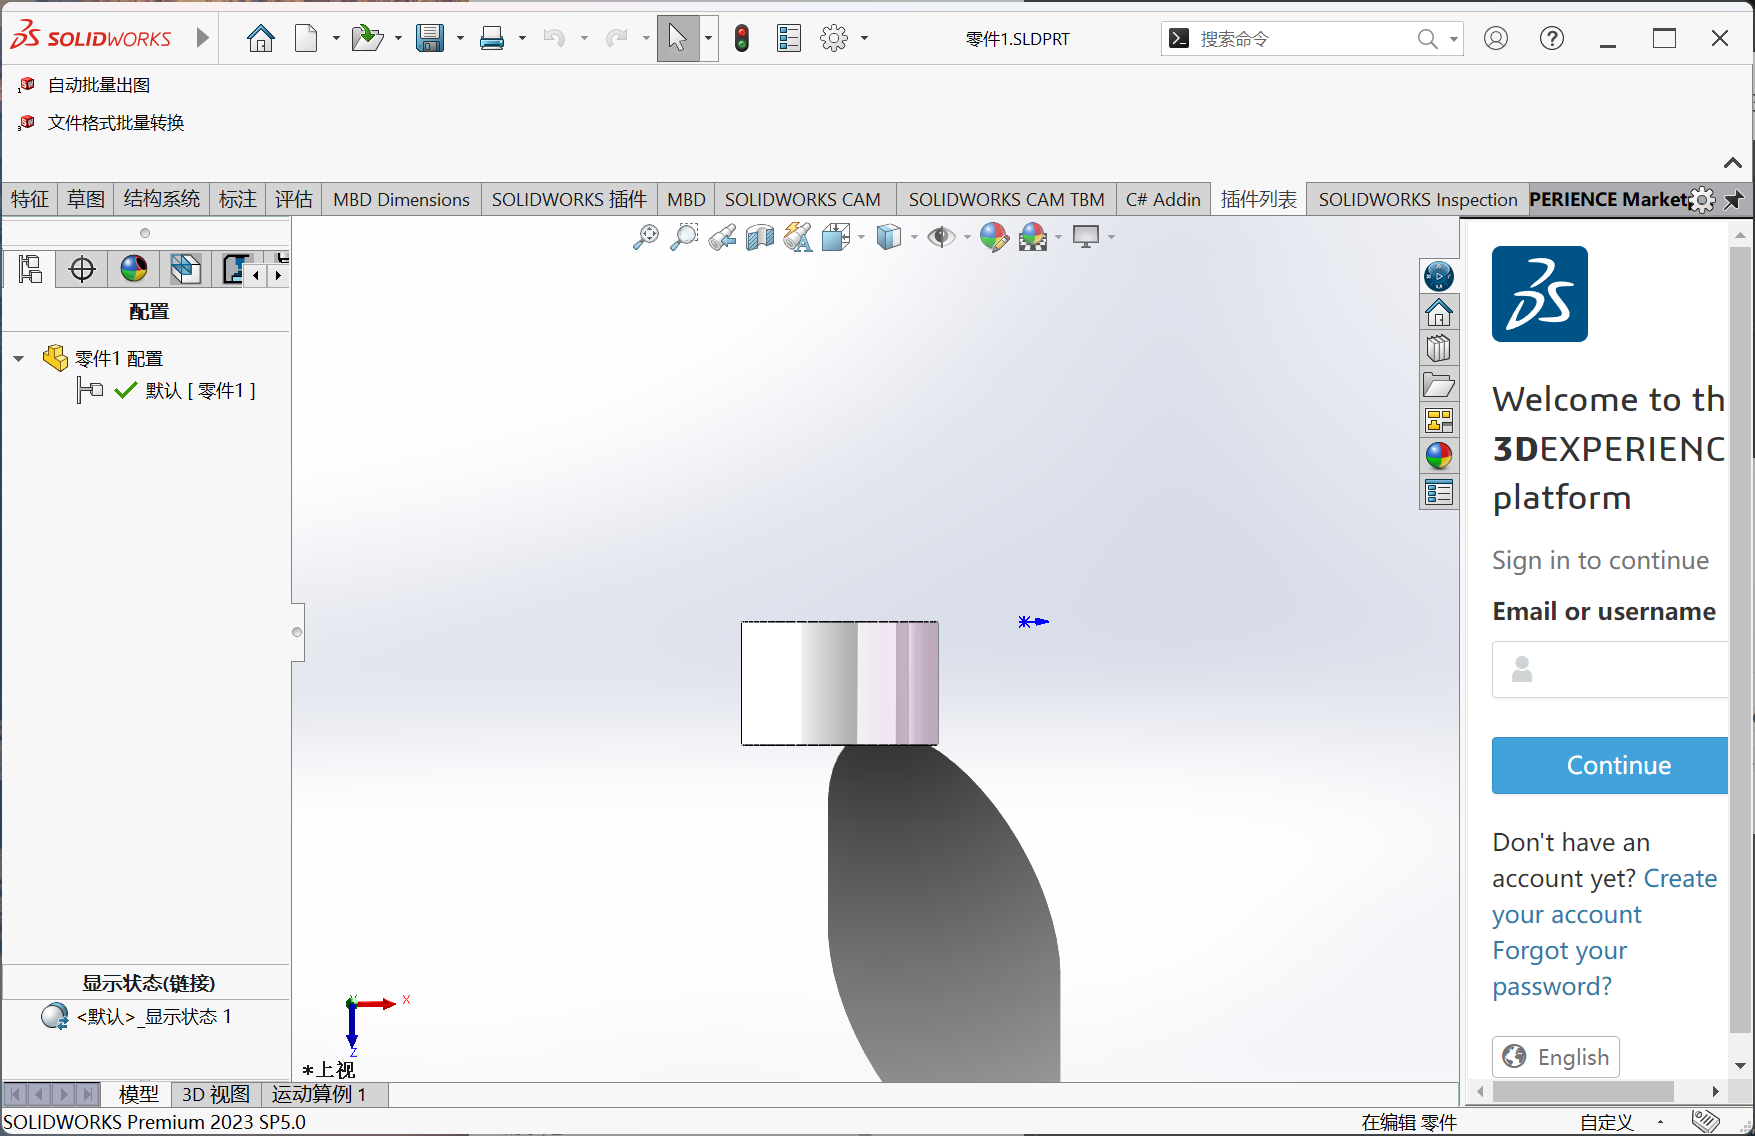 SOLIDWORKS
零件1.SLDPRT
搜索命令
自动批量出图
文件格式批量转换
特征 草图 结构系统 标注 评估 MBD Dimensions SOLIDWORKS 插件 MBD SOLIDWORKS CAM SOLIDWORKS CAM TBM C# Addin 插件列表 SOLIDWORKS Inspection PERIENCE Market
配置
零件1 配置
默认 [ 零件1 ]
显示状态(链接)
<默认>_显示状态 1
X
Y
Z
*上视
Welcome to th
3DEXPERIENC
platform
Sign in to continue
Email or username
Continue
Don't have an
account yet? Create
your account
Forgot your
password?
English
模型 3D 视图 运动算例 1
SOLIDWORKS Premium 2023 SP5.0
在编辑 零件
自定义